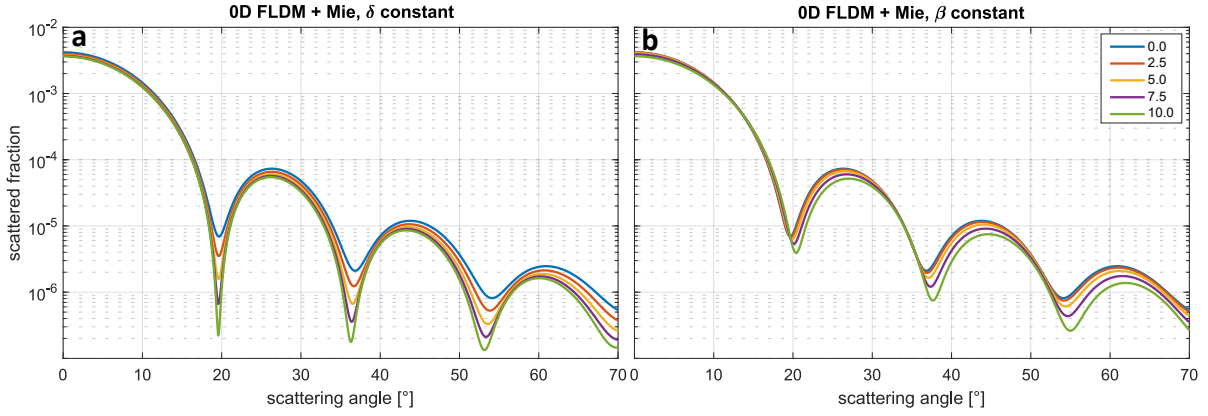 0D FLDM + Mie, δ constant
a
10^-2
10^-3
10^-4
10^-5
10^-6
scattered fraction
0 10 20 30 40 50 60 70
scattering angle [°]
0D FLDM + Mie, β constant
b
0.0
2.5
5.0
7.5
10.0
0 10 20 30 40 50 60 70
scattering angle [°]